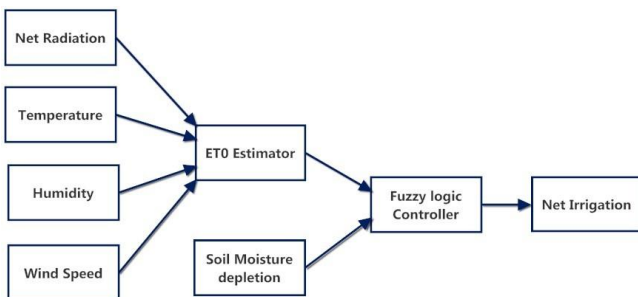 Net Radiation
Temperature
Humidity
Wind Speed
ET0 Estimator
Soil Moisture
depletion
Fuzzy logic
Controller
Net Irrigation